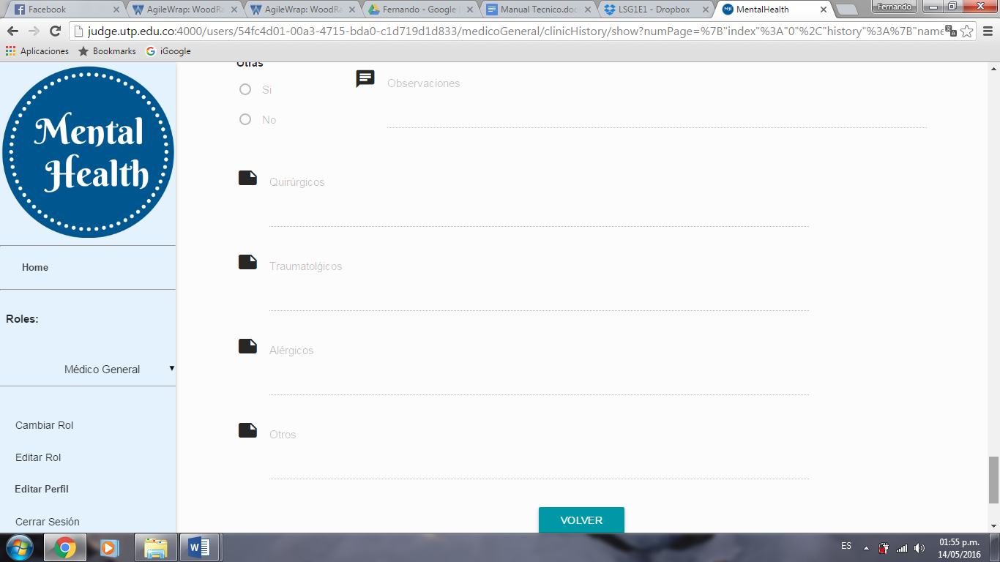 Facebook
AgileWrap: WoodRa
AgileWrap: WoodRa
Fernando - Google
Manual Tecnico.doc
LSG1E1 - Dropbox
MentalHealth
Fernando
judge.utp.edu.co:4000/users/54fc4d01-00a3-4715-bda0-c1d719d1d833/medicoGeneral/clinicHistory/show?numPage=%7B"index"%3A"0"%2C"history"%3A%7B"name
Aplicaciones
Bookmarks
iGoogle
Mental
Health
Home
Roles:
Médico General
Cambiar Rol
Editar Rol
Editar Perfil
Cerrar Sesión
Otras
Si
No
Observaciones
Quirúrgicos
Traumatolǵicos
Alérgicos
Otros
VOLVER
ES
01:55 p.m.
14/05/2016